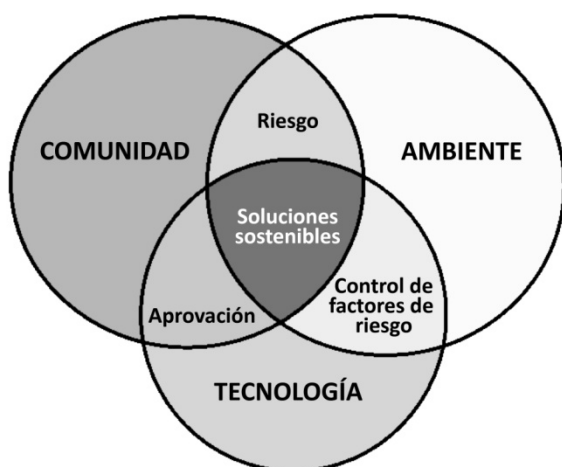 Riesgo
COMUNIDAD
AMBIENTE
Soluciones
sostenibles
Control de
factores de
riesgo
Aprovación
TECNOLOGÍA